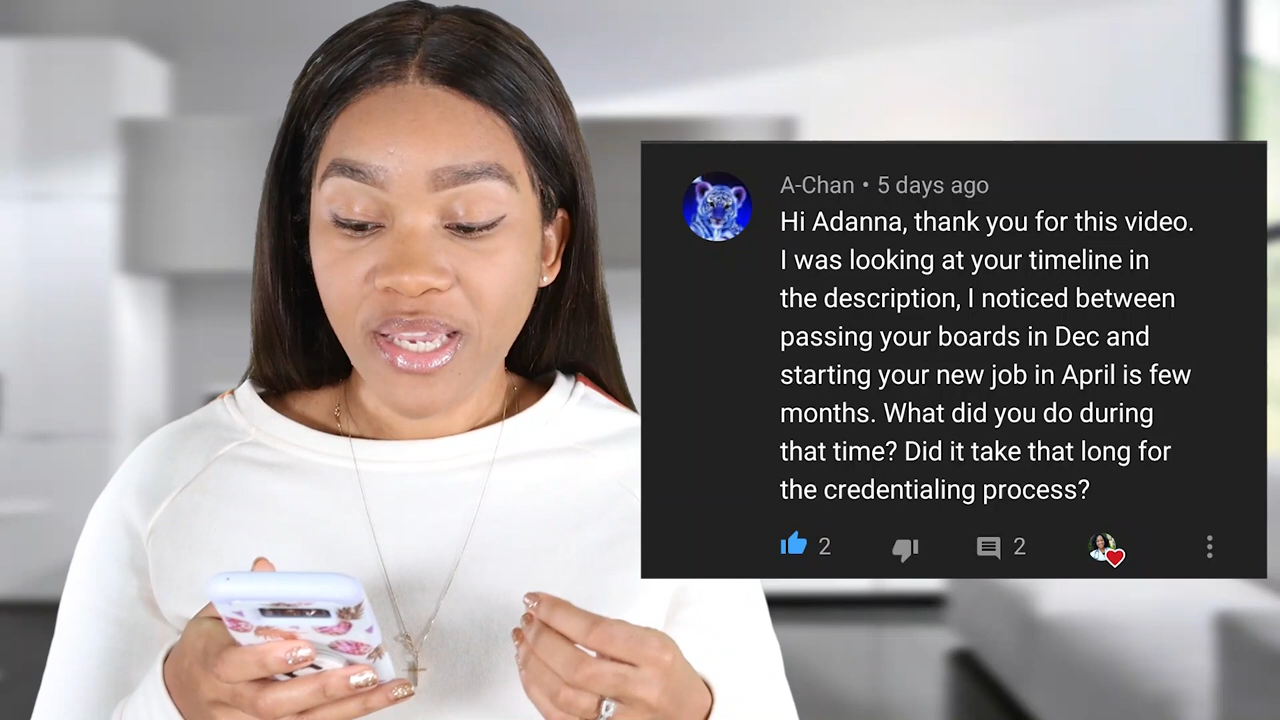 A-Chan • 5 days ago
Hi Adanna, thank you for this video.
I was looking at your timeline in
the description, I noticed between
passing your boards in Dec and
starting your new job in April is few
months. What did you do during
that time? Did it take that long for
the credentialing process?
2
2